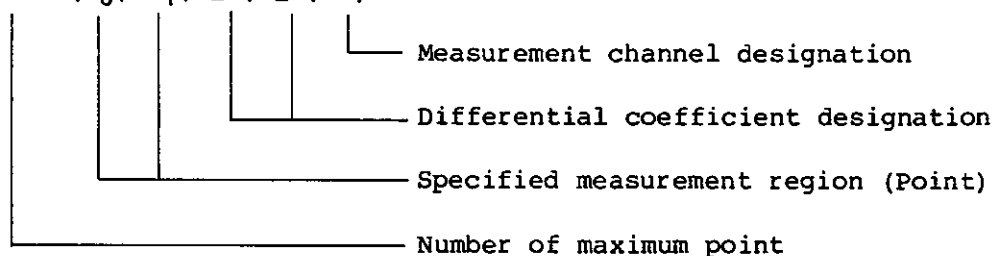 Measurement channel designation
Differential coefficient designation
Specified measurement region (Point)
Number of maximum point